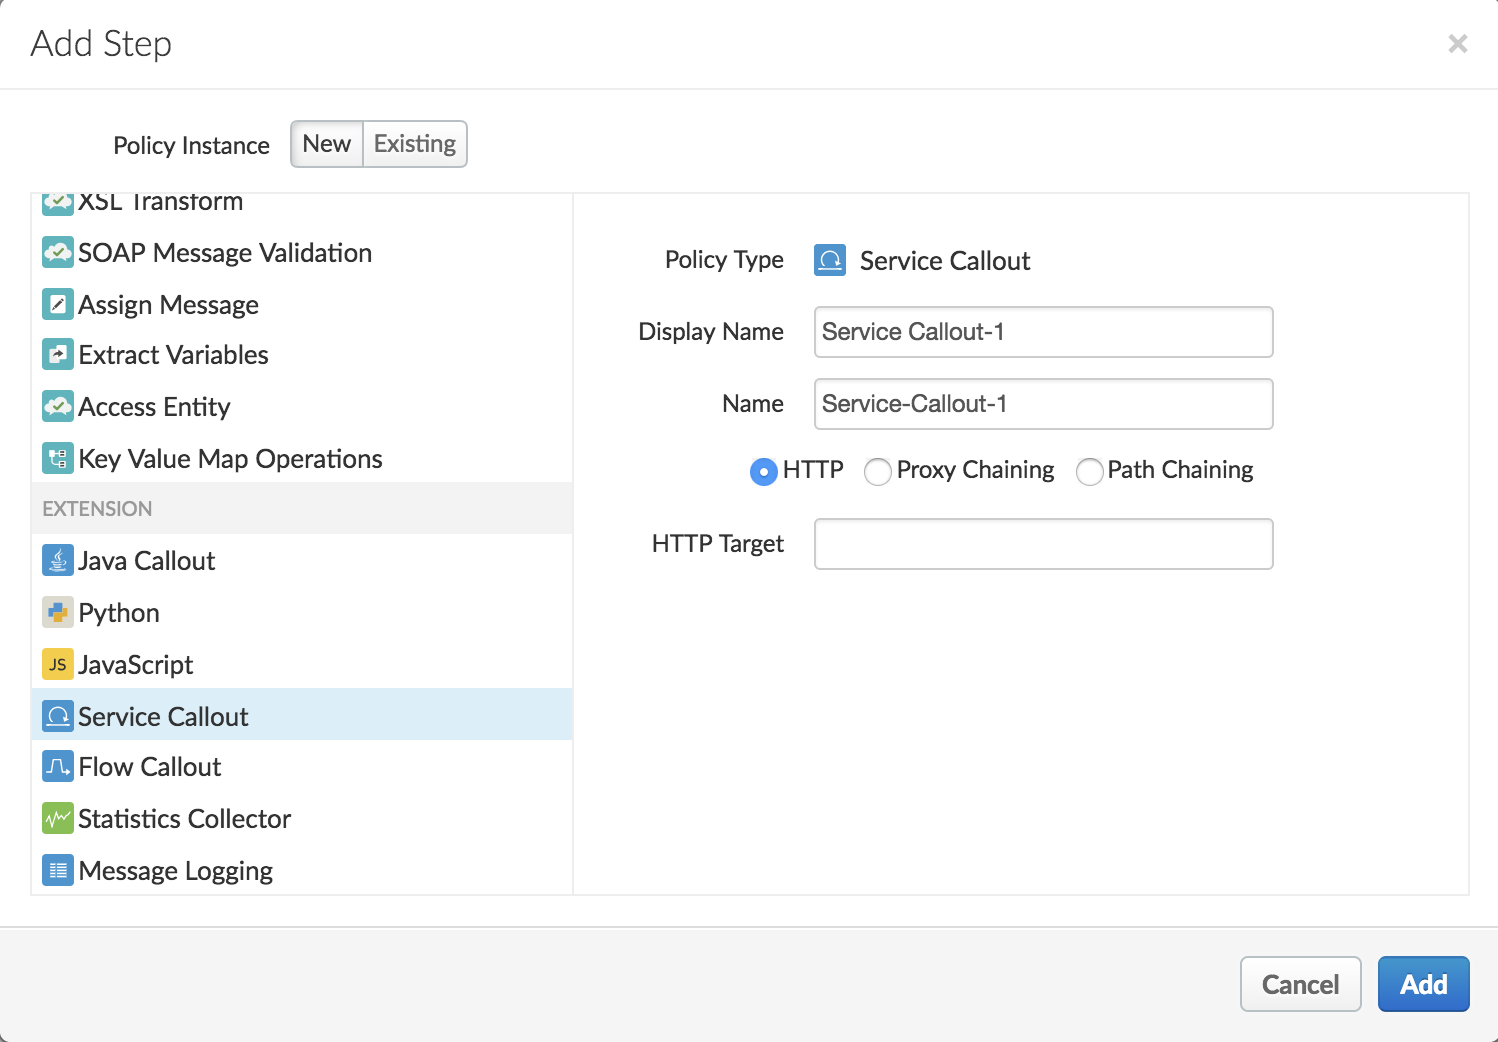 Add Step
×
Policy Instance New Existing
XSL Transform
SOAP Message Validation
Assign Message
Extract Variables
Access Entity
Key Value Map Operations
EXTENSION
Java Callout
Python
JS JavaScript
Service Callout
Flow Callout
Statistics Collector
Message Logging
Policy Type Service Callout
Display Name Service Callout-1
Name Service-Callout-1
HTTP Proxy Chaining Path Chaining
HTTP Target
Cancel Add